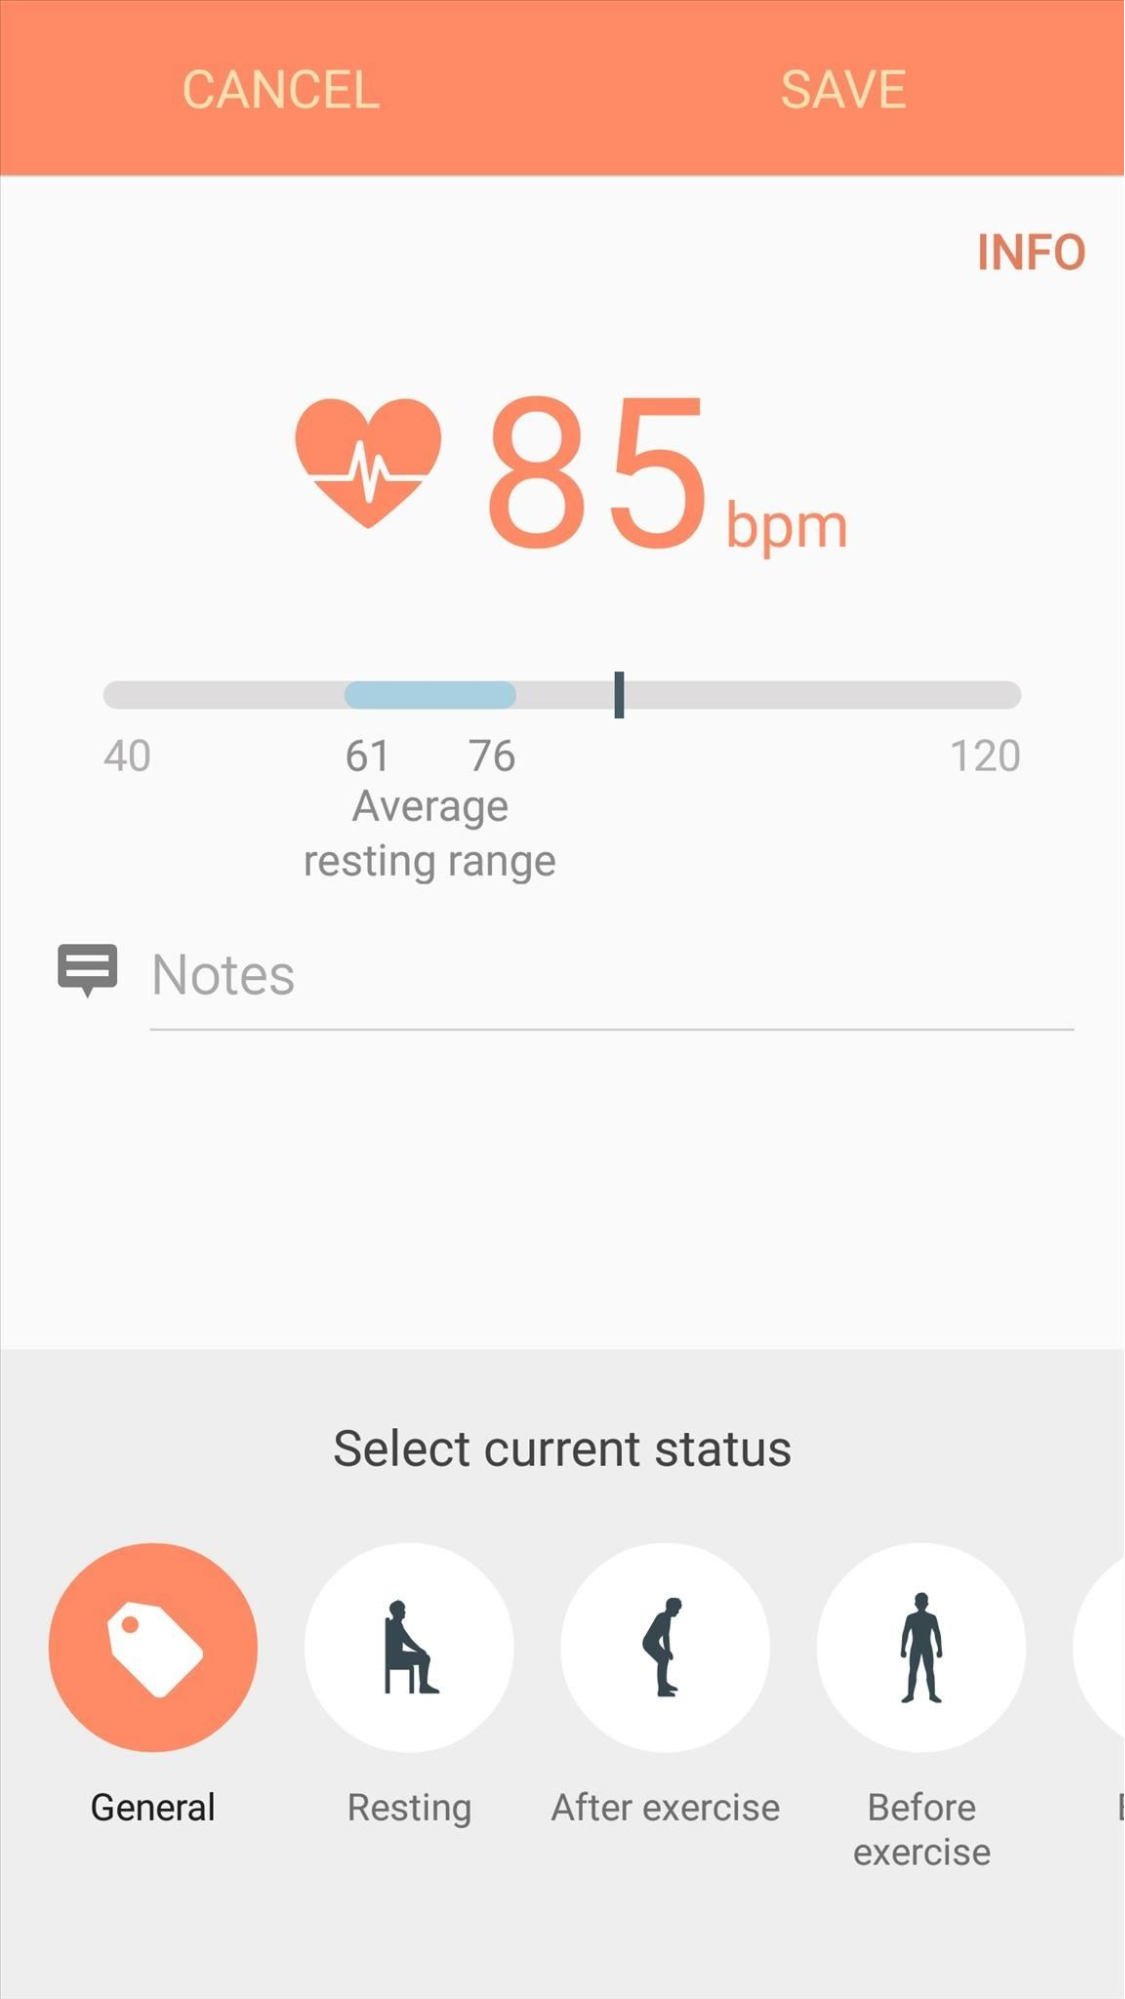 CANCEL SAVE
INFO
85 bpm
40 61 76 120
Average
resting range
Notes
Select current status
General Resting After exercise Before
exercise